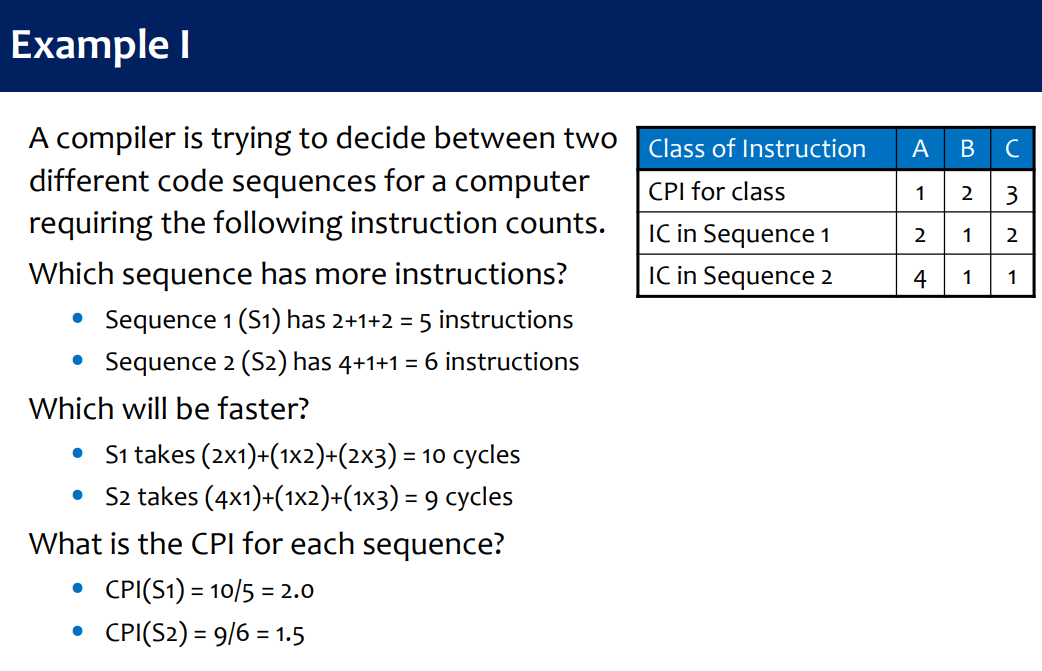 Example I
A compiler is trying to decide between two
different code sequences for a computer
requiring the following instruction counts.
Which sequence has more instructions?
• Sequence 1 (S1) has 2+1+2 = 5 instructions
• Sequence 2 (S2) has 4+1+1 = 6 instructions
Which will be faster?
• S1 takes (2x1)+(1x2)+(2x3) = 10 cycles
• S2 takes (4x1)+(1x2)+(1x3) = 9 cycles
What is the CPI for each sequence?
• CPI(S1) = 10/5 = 2.0
• CPI(S2) = 9/6 = 1.5
Class of Instruction A B C
CPI for class 1 2 3
IC in Sequence 1 2 1 2
IC in Sequence 2 4 1 1